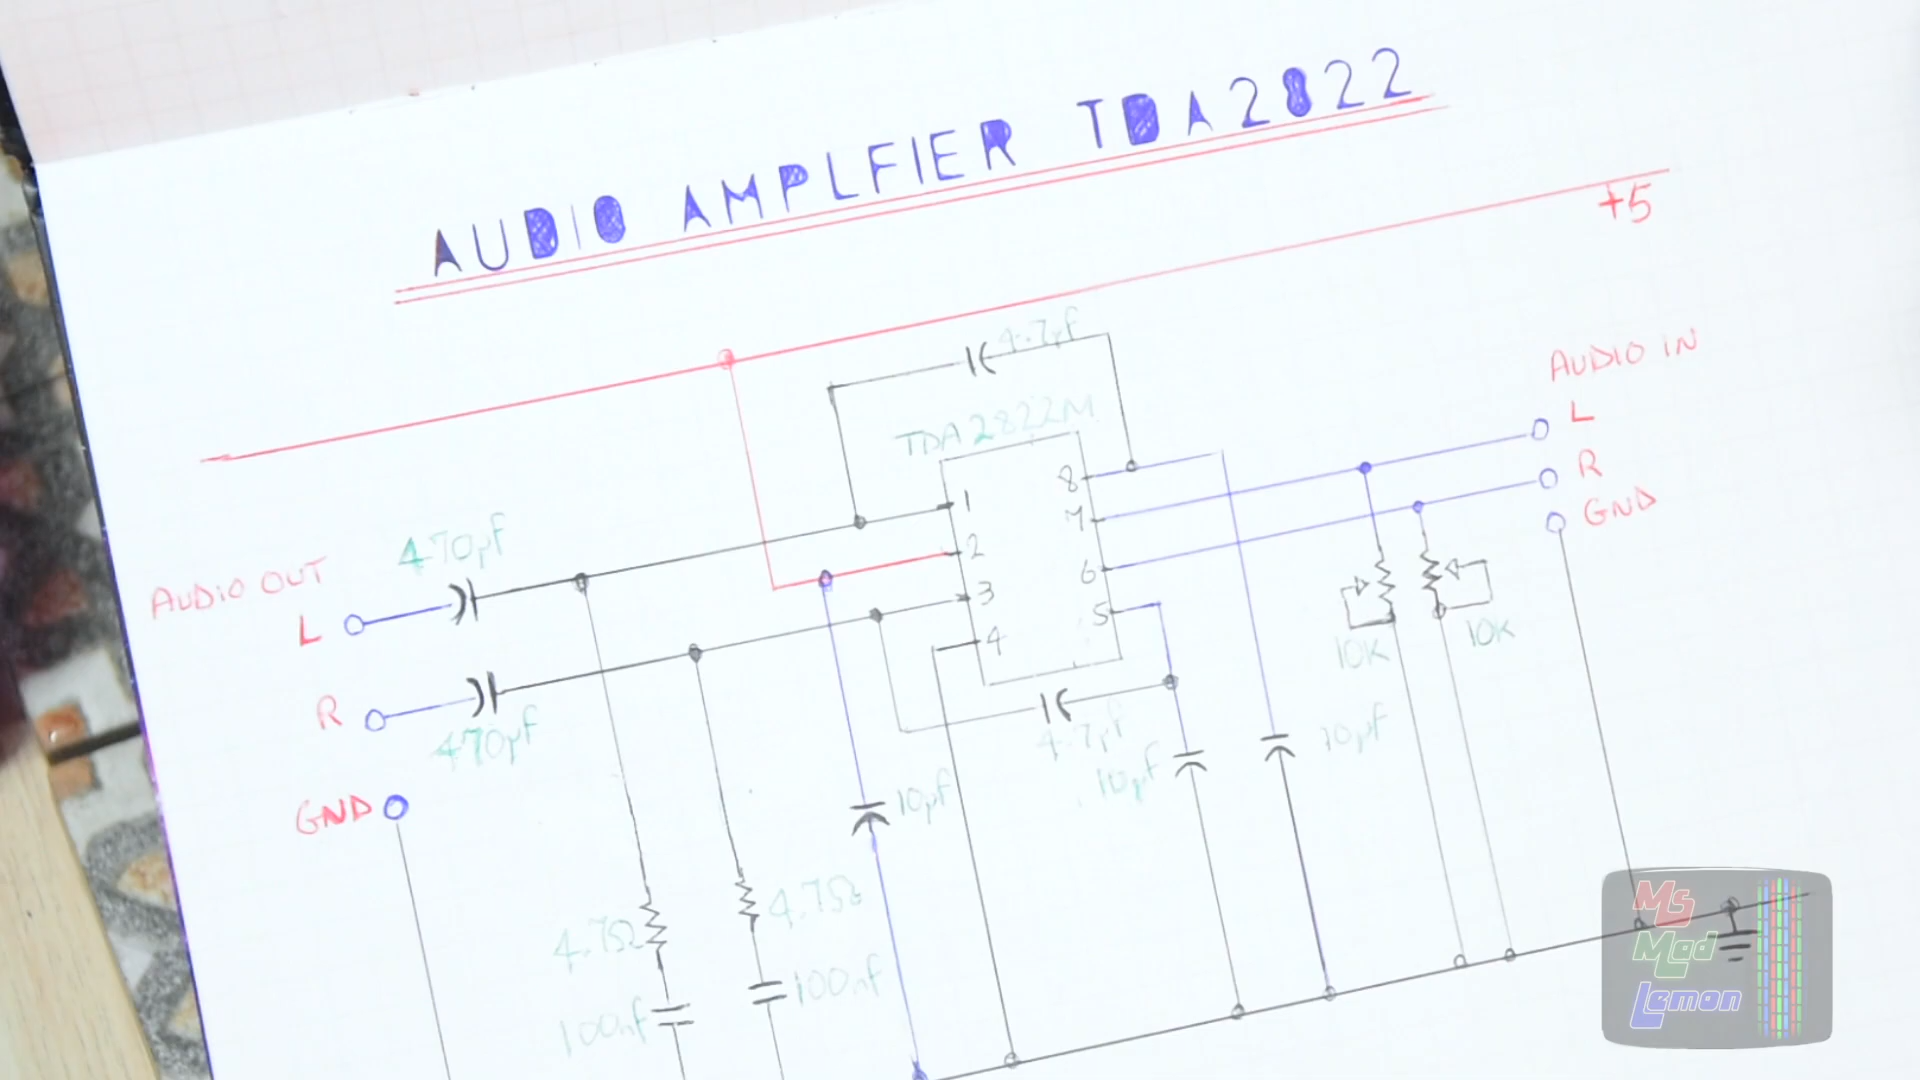 AUDIO AMPLFIER TDA2822
+5
4.7µf
AUDIO IN
TDA2822M
L
R
GND
1
2
3
4
8
7
6
5
470µf
AUDIO OUT
L
R
470µf
GND
10K
10K
4.7µf
10µf
10µf
10µf
4.7Ω
4.7Ω
100nf
100nf
Ms
Mad
Lemon